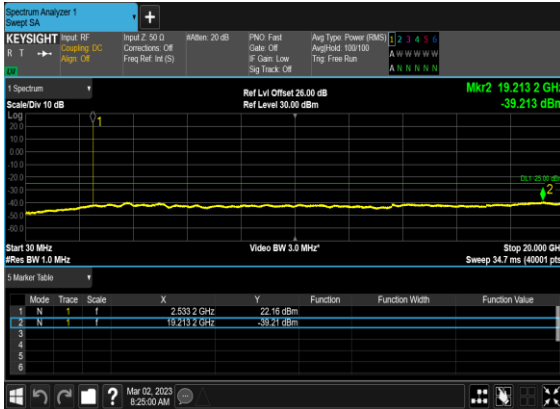 Spectrum Analyzer 1
Swept SA
+
KEYSIGHT
R T
LV
Input: RF
Coupling: DC
Align: Off
Input Z: 50 Ω
Corrections: Off
Freq Ref: Int (S)
#Atten: 20 dB
PNO: Fast
Gate: Off
IF Gain: Low
Sig Track: Off
Avg Type: Power (RMS)
Avg|Hold: 100/100
Trig: Free Run
1 2 3 4 5 6
A W W W W W
A N N N N N
1 Spectrum
Scale/Div 10 dB
Ref Lvl Offset 26.00 dB
Ref Level 30.00 dBm
Mkr2 19.213 2 GHz
-39.213 dBm
Log
20.0
10.0
0.00
-10.0
-20.0
-30.0
-40.0
-50.0
-60.0
1
DL1 -25.00 dBm
2
Start 30 MHz
#Res BW 1.0 MHz
Video BW 3.0 MHz*
Stop 20.000 GHz
Sweep 34.7 ms (40001 pts)
5 Marker Table
Mode Trace Scale X Y Function Function Width Function Value
1 N 1 f 2.533 2 GHz 22.16 dBm
2 N 1 f 19.213 2 GHz -39.21 dBm
3
4
5
6
?
Mar 02, 2023
8:25:00 AM